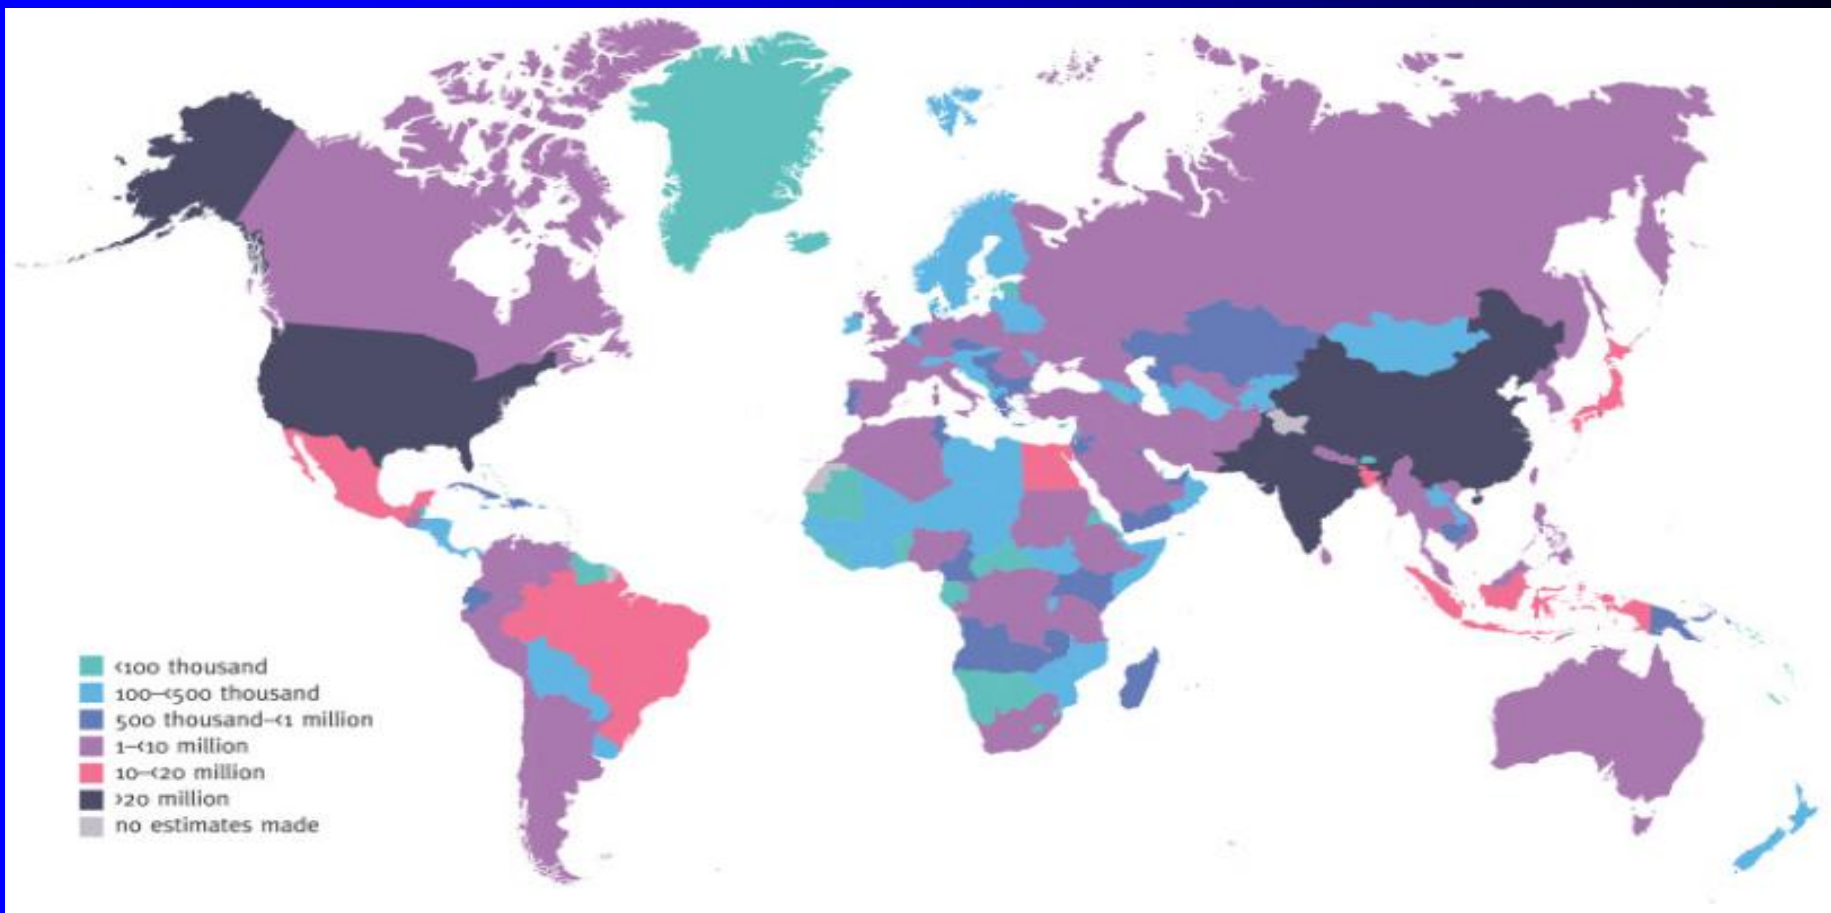 <100 thousand
100–<500 thousand
500 thousand–<1 million
1–<10 million
10–<20 million
>20 million
no estimates made